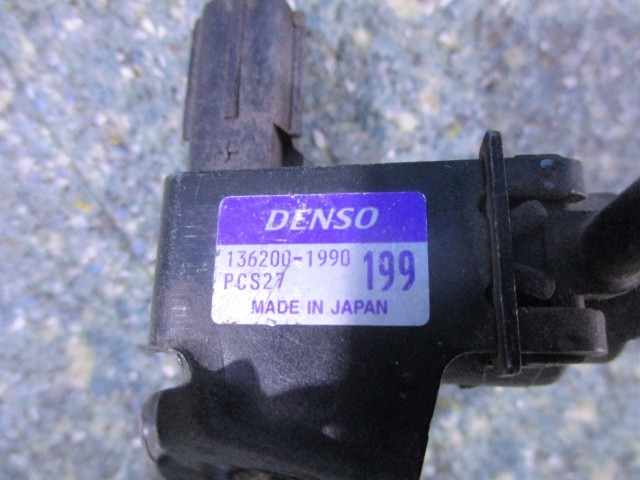 DENSO
136200-1990
PCS27 199
MADE IN JAPAN